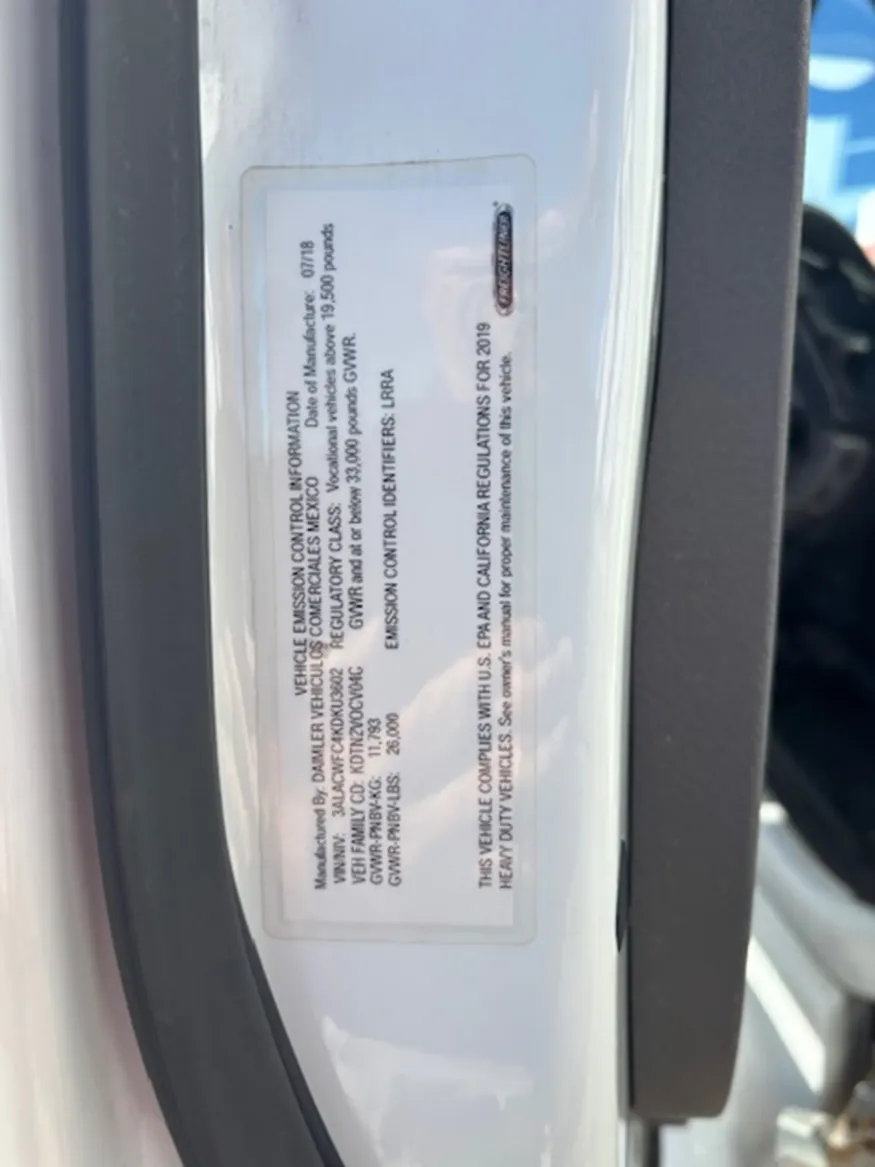 VEHICLE EMISSION CONTROL INFORMATION
Manufactured By: DAIMLER VEHICULOS COMERCIALES MEXICO Date of Manufacture: 07/18
VIN/NIV: 3ALACWFC4KDKU3602 REGULATORY CLASS: Vocational vehicles above 19,500 pounds
VEH FAMILY CD: KDTN2VOCV04C GVWR and at or below 33,000 pounds GVWR.
GVWR-PNBV-KG: 11,793
GVWR-PNBV-LBS: 26,000 EMISSION CONTROL IDENTIFIERS: LRRA
THIS VEHICLE COMPLIES WITH U.S. EPA AND CALIFORNIA REGULATIONS FOR 2019
HEAVY DUTY VEHICLES. See owner's manual for proper maintenance of this vehicle.
FREIGHTLINER